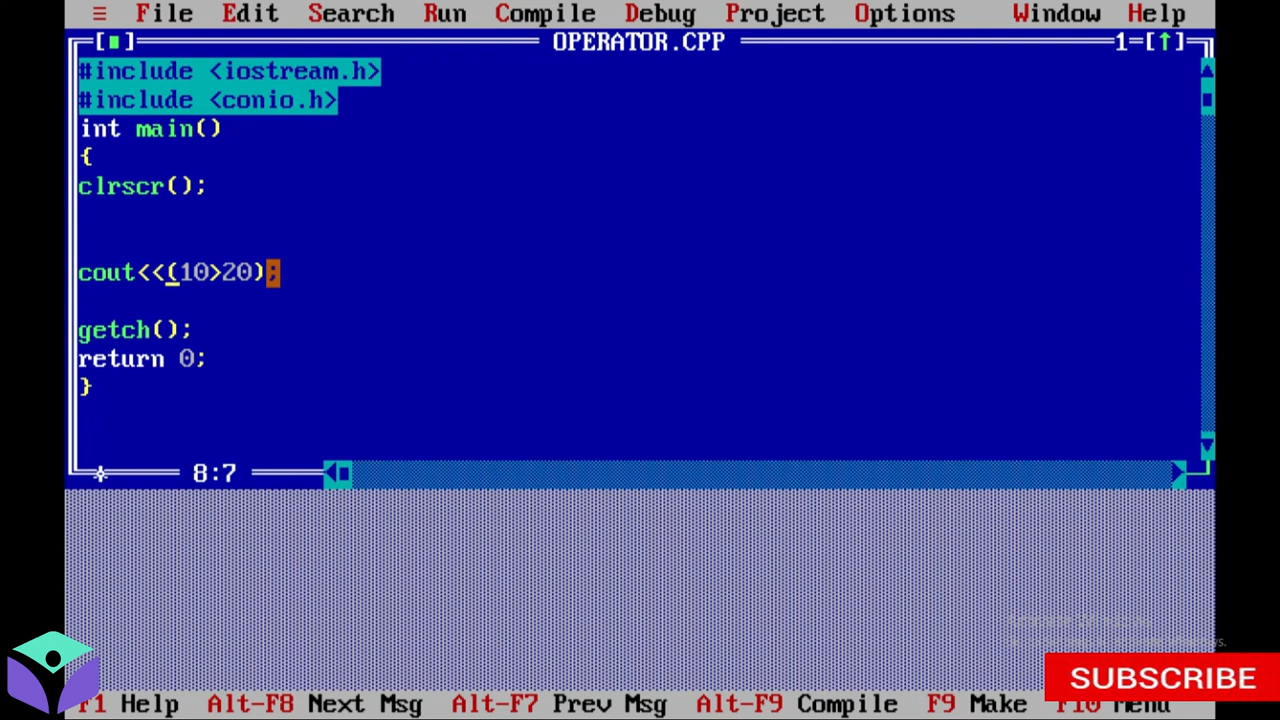 ≡ File Edit Search Run Compile Debug Project Options Window Help
[■] OPERATOR.CPP 1=[↑]
#include <iostream.h>
#include <conio.h>
int main()
{
clrscr();
cout<<(10>20);
getch();
return 0;
}
8:7
SUBSCRIBE
F1 Help Alt-F8 Next Msg Alt-F7 Prev Msg Alt-F9 Compile F9 Make F10 Menu